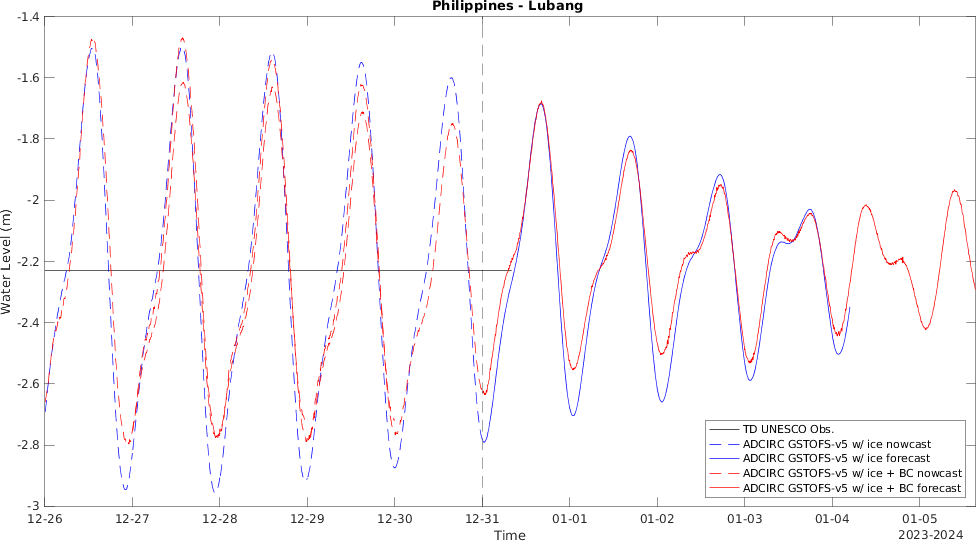 Philippines - Lubang
-1.4
-1.6
-1.8
-2
-2.2
-2.4
-2.6
-2.8
-3
Water Level (m)
TD UNESCO Obs.
ADCIRC GSTOFS-v5 w/ ice nowcast
ADCIRC GSTOFS-v5 w/ ice forecast
ADCIRC GSTOFS-v5 w/ ice + BC nowcast
ADCIRC GSTOFS-v5 w/ ice + BC forecast
12-26 12-27 12-28 12-29 12-30 12-31 01-01 01-02 01-03 01-04 01-05
Time
2023-2024